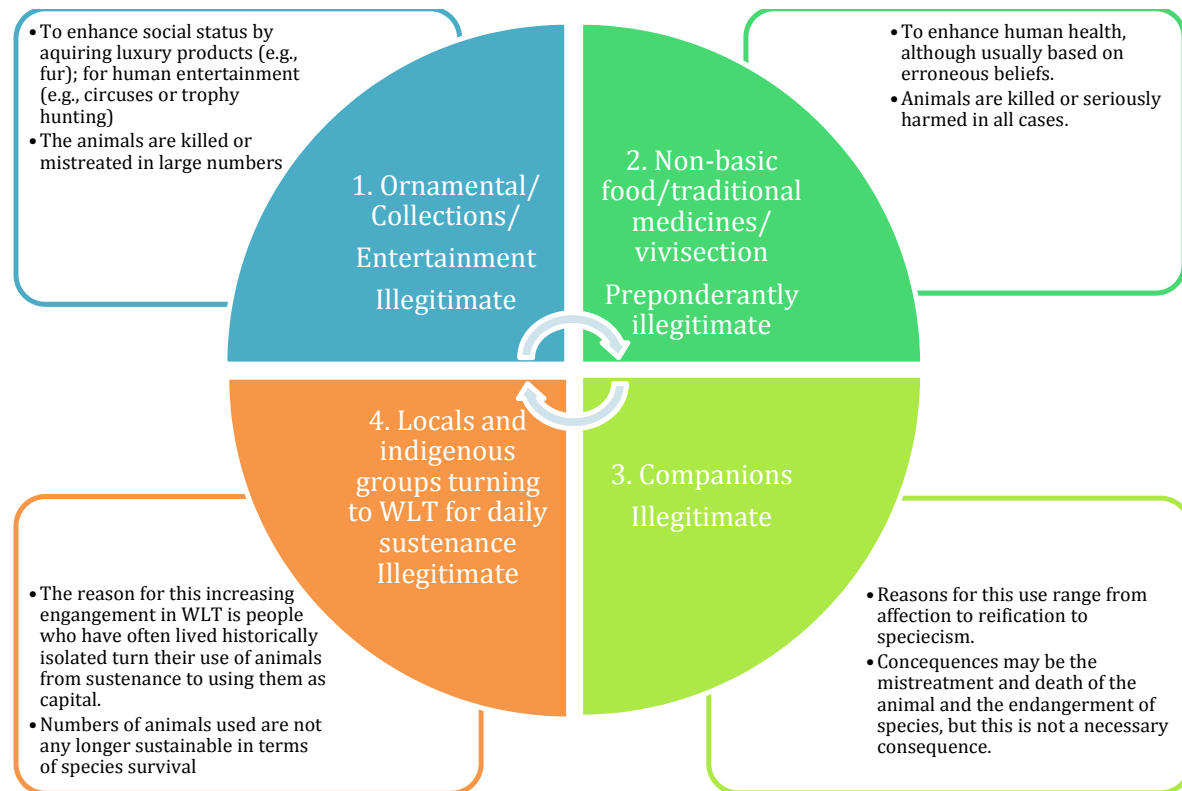 • To enhance social status by
aquiring luxury products (e.g.,
fur); for human entertainment
(e.g., circuses or trophy
hunting)
• The animals are killed or
mistreated in large numbers
1. Ornamental/
Collections/
Entertainment
Illegitimate
• To enhance human health,
although usually based on
erroneous beliefs.
• Animals are killed or seriously
harmed in all cases.
2. Non-basic
food/traditional
medicines/
vivisection
Preponderantly
illegitimate
3. Companions
Illegitimate
• Reasons for this use range from
affection to reification to
speciecism.
• Concequences may be the
mistreatment and death of the
animal and the endangerment of
species, but this is not a necessary
consequence.
4. Locals and
indigenous
groups turning
to WLT for daily
sustenance
Illegitimate
• The reason for this increasing
engangement in WLT is people
who have often lived historically
isolated turn their use of animals
from sustenance to using them as
capital.
• Numbers of animals used are not
any longer sustainable in terms
of species survival